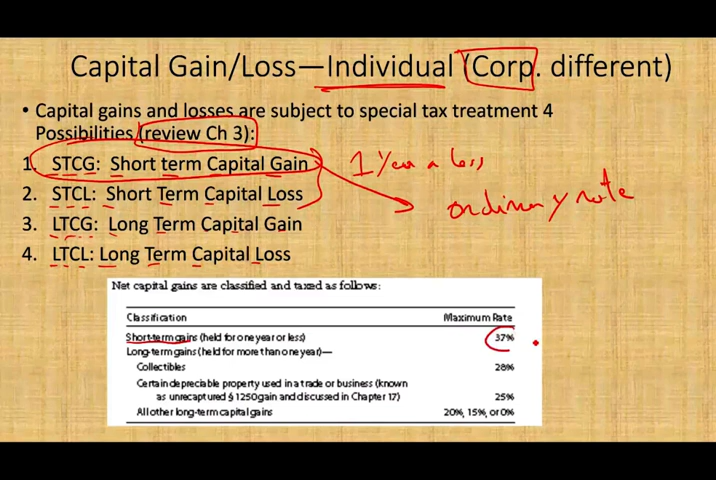 Capital Gain/Loss—Individual (Corp. different)
• Capital gains and losses are subject to special tax treatment 4
Possibilities (review Ch 3):
1. STCG: Short term Capital Gain
1 Year or less
2. STCL: Short Term Capital Loss
ordinary rate
3. LTCG: Long Term Capital Gain
4. LTCL: Long Term Capital Loss
Net capital gains are classified and taxed as follows:
Classification Maximum Rate
Short-term gains (held for one year or less) 37%
Long-term gains (held for more than one year)—
Collectibles 28%
Certain depreciable property used in a trade or business (known
as unrecaptured § 1250 gain and discussed in Chapter 17) 25%
All other long-term capital gains 20%, 15%, or 0%